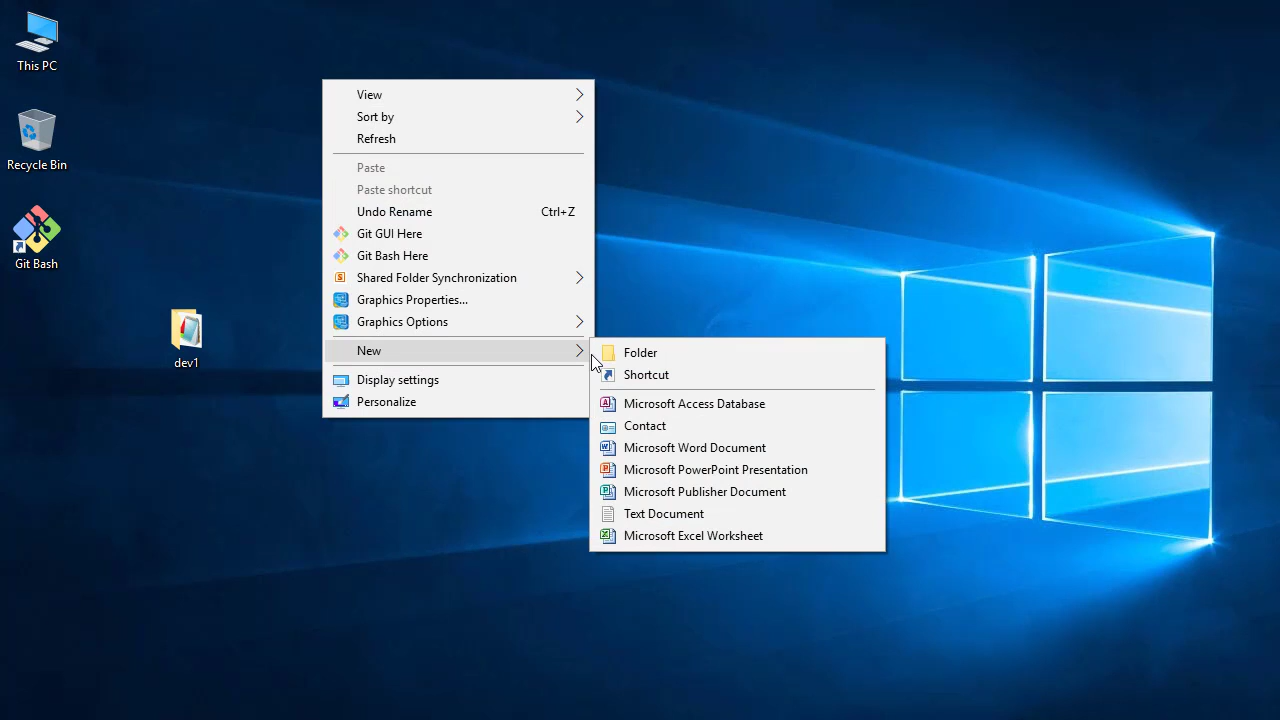 This PC
Recycle Bin
Git Bash
dev1
View
Sort by
Refresh
Paste
Paste shortcut
Undo Rename Ctrl+Z
Git GUI Here
Git Bash Here
Shared Folder Synchronization
Graphics Properties...
Graphics Options
New
Display settings
Personalize
Folder
Shortcut
Microsoft Access Database
Contact
Microsoft Word Document
Microsoft PowerPoint Presentation
Microsoft Publisher Document
Text Document
Microsoft Excel Worksheet